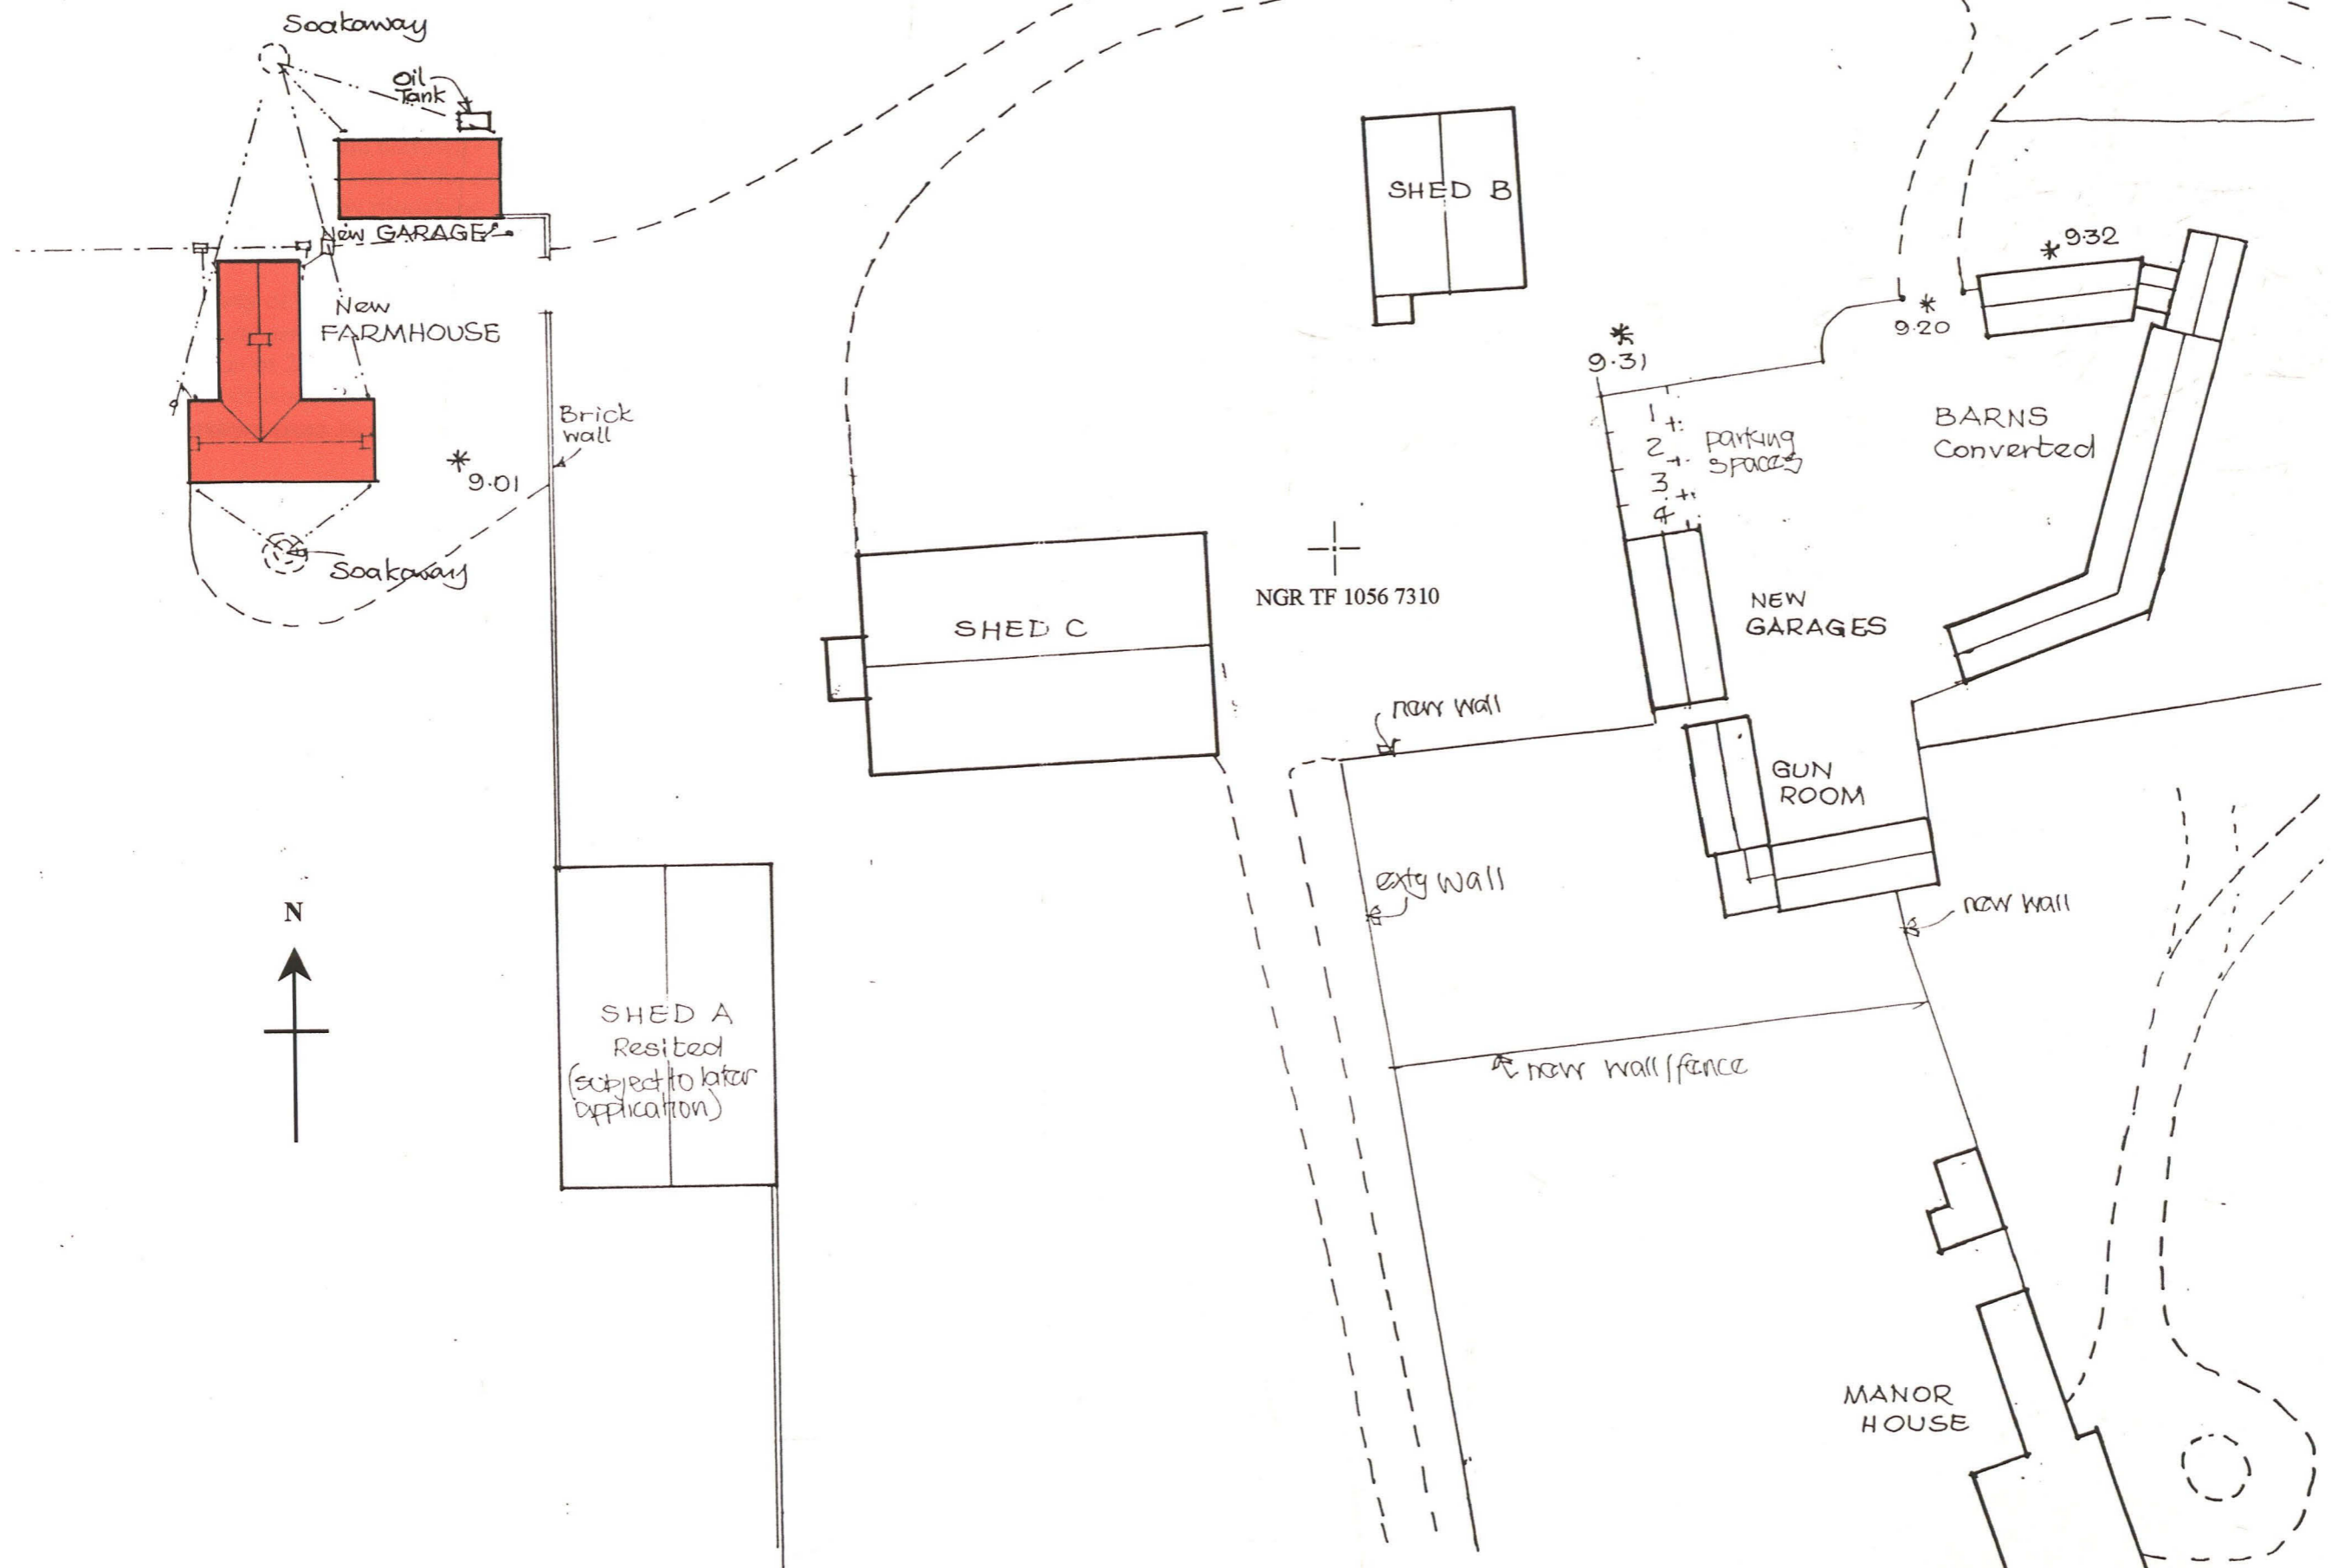 Soakaway
Oil
Tank
New GARAGE
New
FARMHOUSE
Brick
wall
* 9.01
Soakaway
SHED B
* 9.31
* 9.32
* 9.20
1
2
3
4
parking
spaces
BARNS
Converted
SHED C
NGR TF 1056 7310
NEW
GARAGES
new wall
GUN
ROOM
extg wall
new wall
N
SHED A
Resited
(subject to later
application)
new wall/fence
MANOR
HOUSE